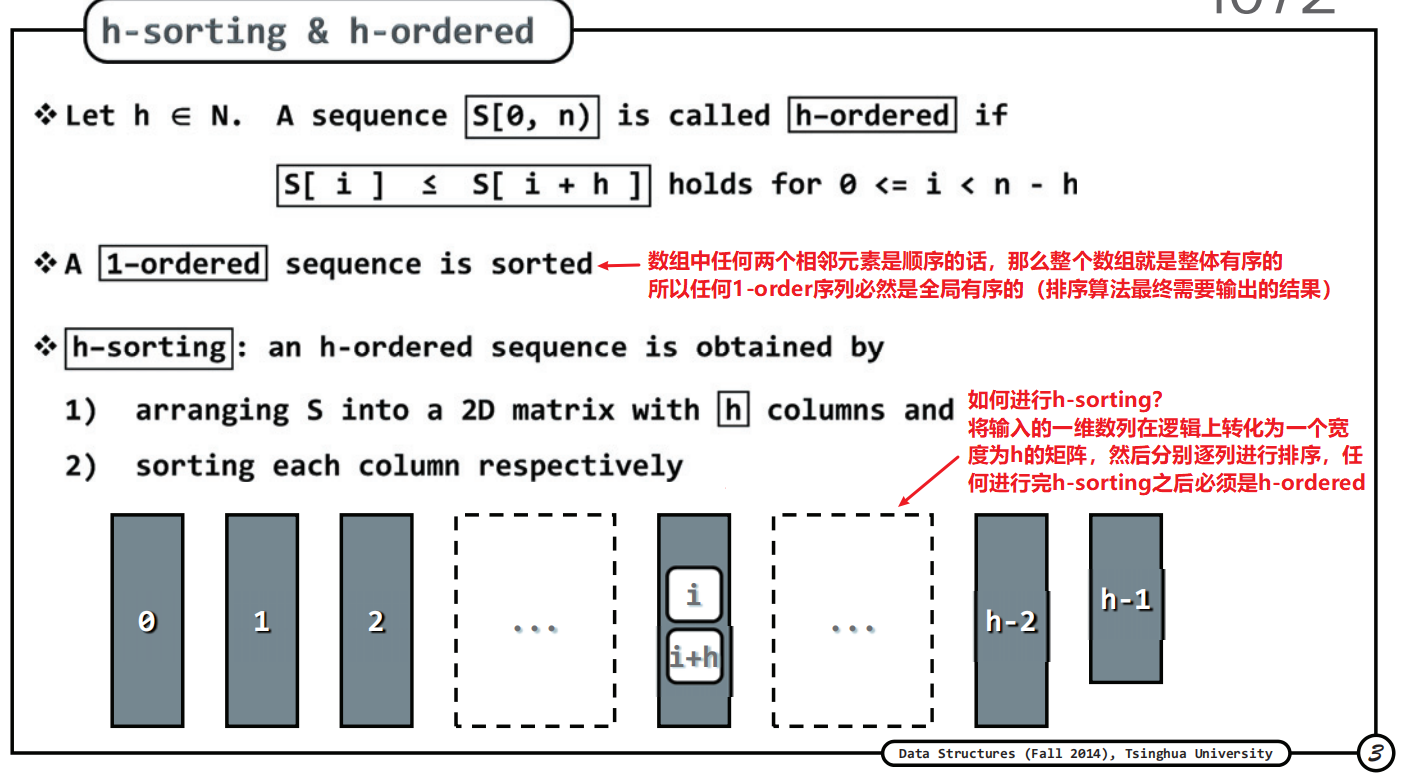 h-sorting & h-ordered
❖ Let h ∈ N. A sequence S[0, n) is called h-ordered if
S[ i ] ≤ S[ i + h ] holds for 0 <= i < n - h
❖ A 1-ordered sequence is sorted
数组中任何两个相邻元素是顺序的话，那么整个数组就是整体有序的
所以任何1-order序列必然是全局有序的（排序算法最终需要输出的结果）
❖ h-sorting: an h-ordered sequence is obtained by
1) arranging S into a 2D matrix with h columns and
2) sorting each column respectively
如何进行h-sorting?
将输入的一维数列在逻辑上转化为一个宽
度为h的矩阵，然后分别逐列进行排序，任
何进行完h-sorting之后必须是h-ordered
0 1 2 ... i ... h-2 h-1
i+h
Data Structures (Fall 2014), Tsinghua University
3